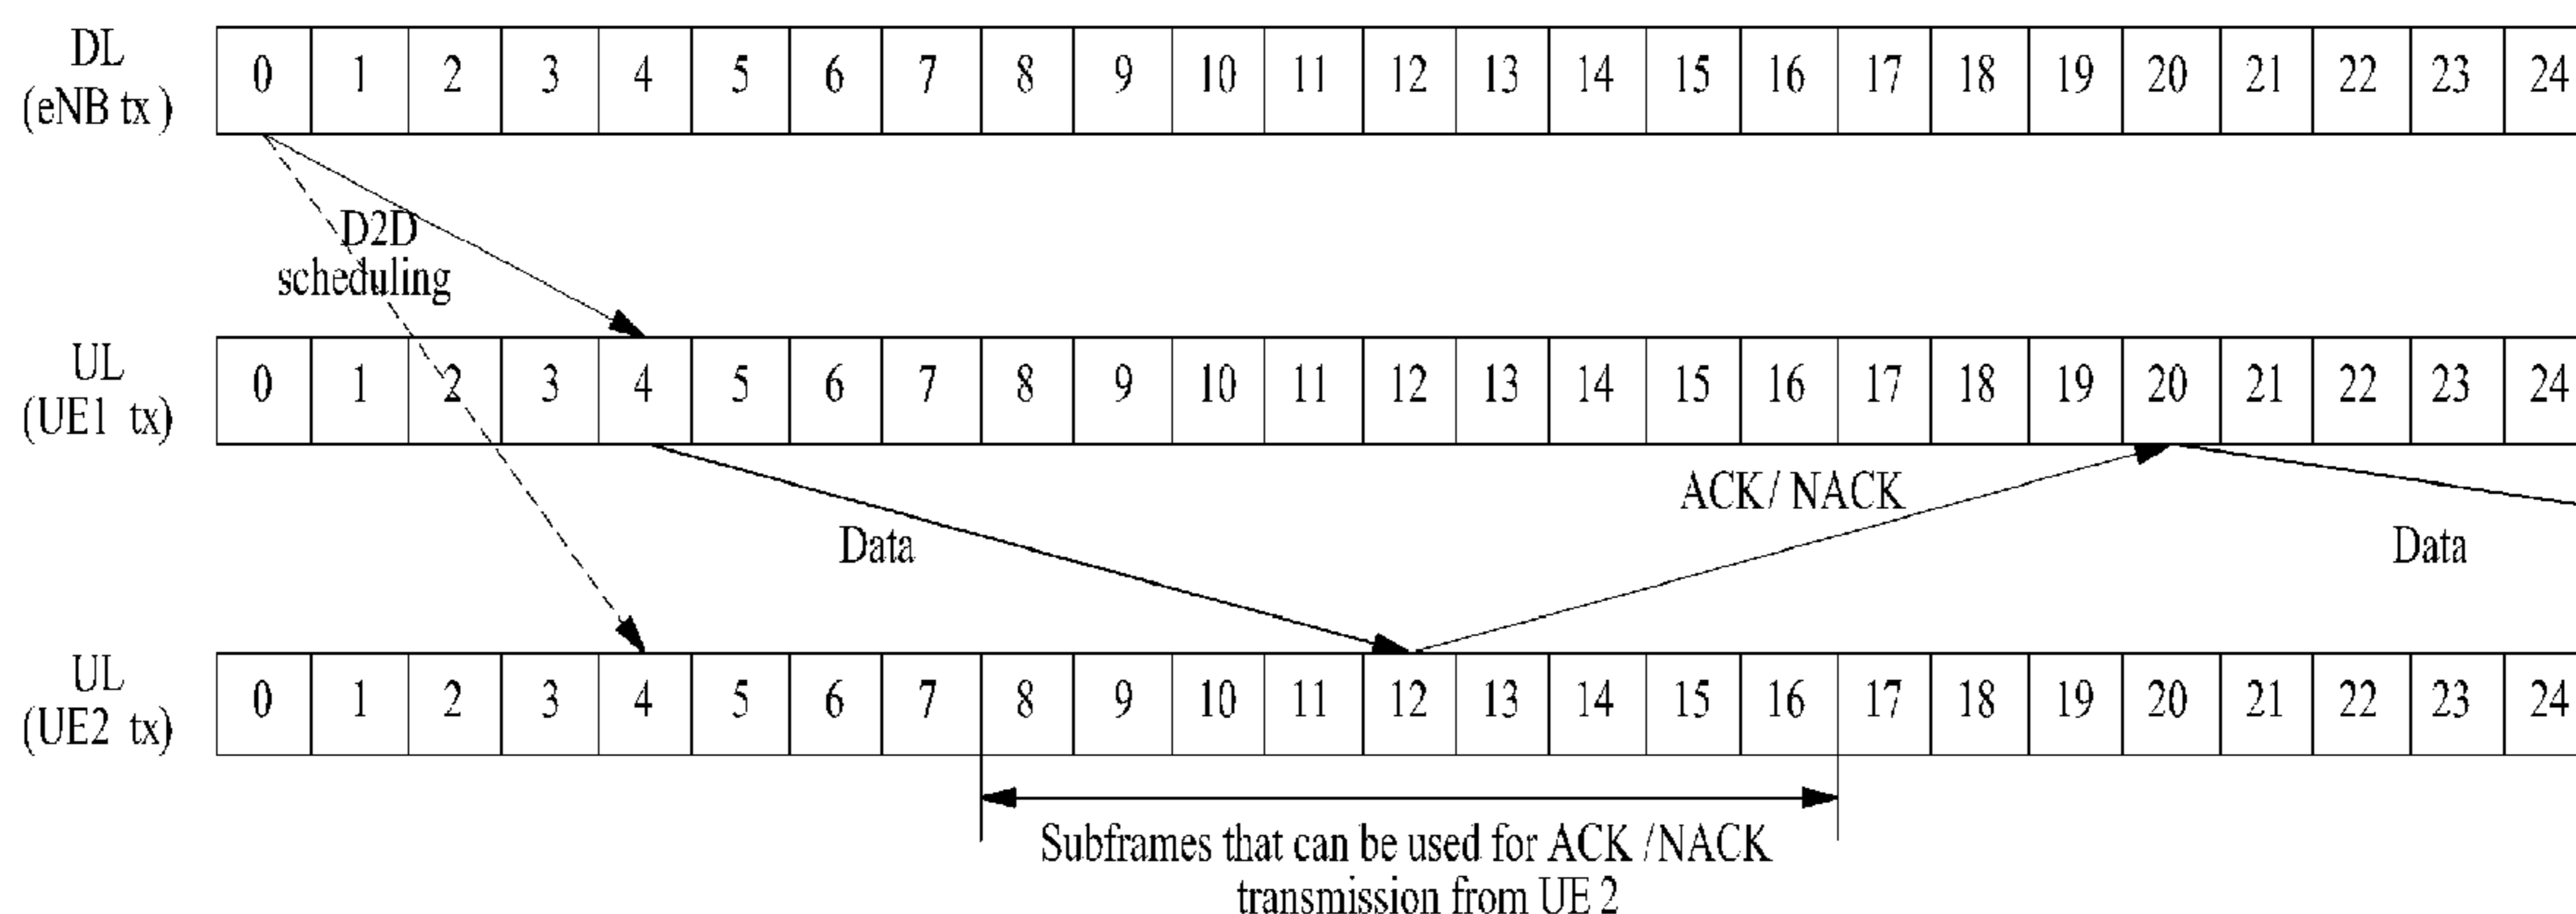 DL
(eNB tx)
0 1 2 3 4 5 6 7 8 9 10 11 12 13 14 15 16 17 18 19 20 21 22 23 24
D2D
scheduling
UL
(UE1 tx)
0 1 2 3 4 5 6 7 8 9 10 11 12 13 14 15 16 17 18 19 20 21 22 23 24
ACK/ NACK
Data
Data
UL
(UE2 tx)
0 1 2 3 4 5 6 7 8 9 10 11 12 13 14 15 16 17 18 19 20 21 22 23 24
Subframes that can be used for ACK /NACK
transmission from UE 2